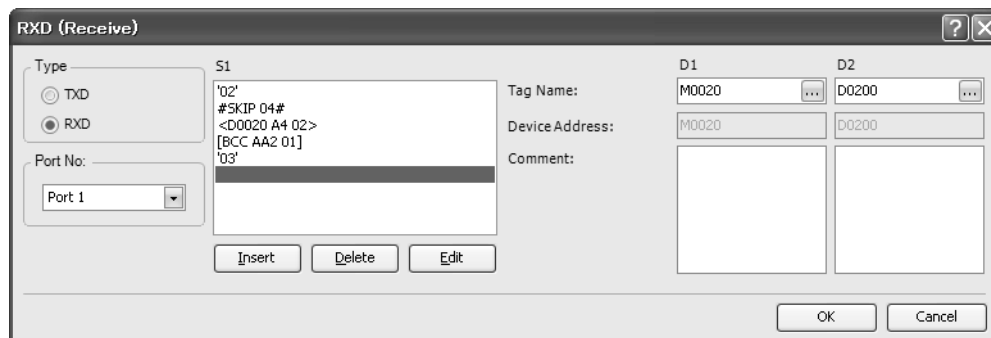 RXD (Receive)
Type
TXD
RXD
Port No:
Port 1
S1
'02'
#SKIP 04#
<D0020 A4 02>
[BCC AA2 01]
'03'
Insert
Delete
Edit
D1
D2
Tag Name:
M0020
...
D0200
...
Device Address:
M0020
D0200
Comment:
OK
Cancel